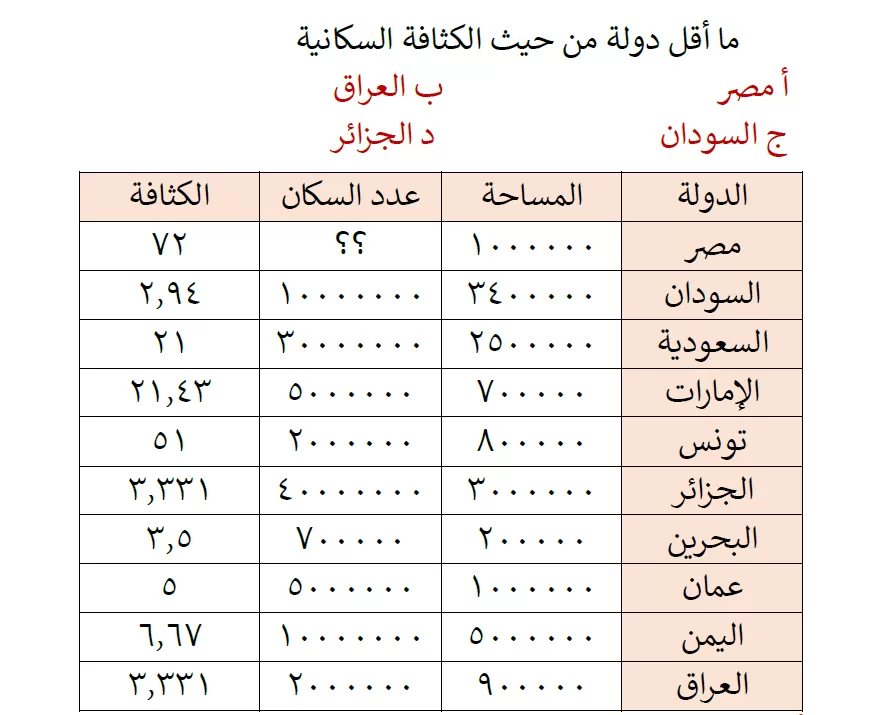 ما أقل دولة من حيث الكثافة السكانية
أ مصر ب العراق
ج السودان د الجزائر
الدولة المساحة عدد السكان الكثافة
مصر ١٠٠٠٠٠٠ ؟؟ ٧٢
السودان ٣٤٠٠٠٠٠ ١٠٠٠٠٠٠٠ ٢,٩٤
السعودية ٢٥٠٠٠٠٠ ٣٠٠٠٠٠٠٠ ٢١
الإمارات ٧٠٠٠٠٠ ٥٠٠٠٠٠٠ ٢١,٤٣
تونس ٨٠٠٠٠٠ ٢٠٠٠٠٠٠ ٥١
الجزائر ٣٠٠٠٠٠٠ ٤٠٠٠٠٠٠٠ ٣,٣٣١
البحرين ٢٠٠٠٠٠ ٧٠٠٠٠٠ ٣,٥
عمان ١٠٠٠٠٠٠ ٥٠٠٠٠٠٠ ٥
اليمن ٥٠٠٠٠٠٠ ١٠٠٠٠٠٠٠ ٦,٦٧
العراق ٩٠٠٠٠٠ ٢٠٠٠٠٠٠ ٣,٣٣١